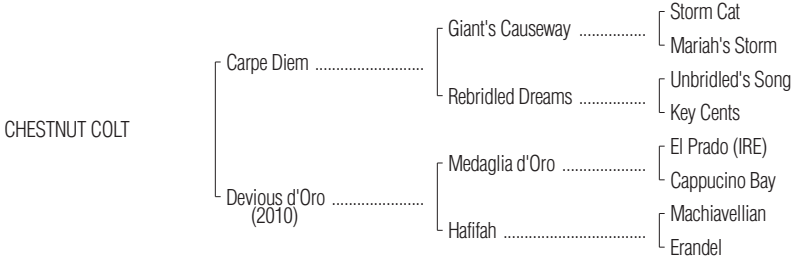 Storm Cat
Giant's Causeway ................
Mariah's Storm
Carpe Diem ..........................
Unbridled's Song
Rebridled Dreams ................
Key Cents
CHESTNUT COLT
El Prado (IRE)
Medaglia d'Oro ....................
Cappucino Bay
Devious d'Oro ......................
(2010)
Machiavellian
Hafifah ..................................
Erandel